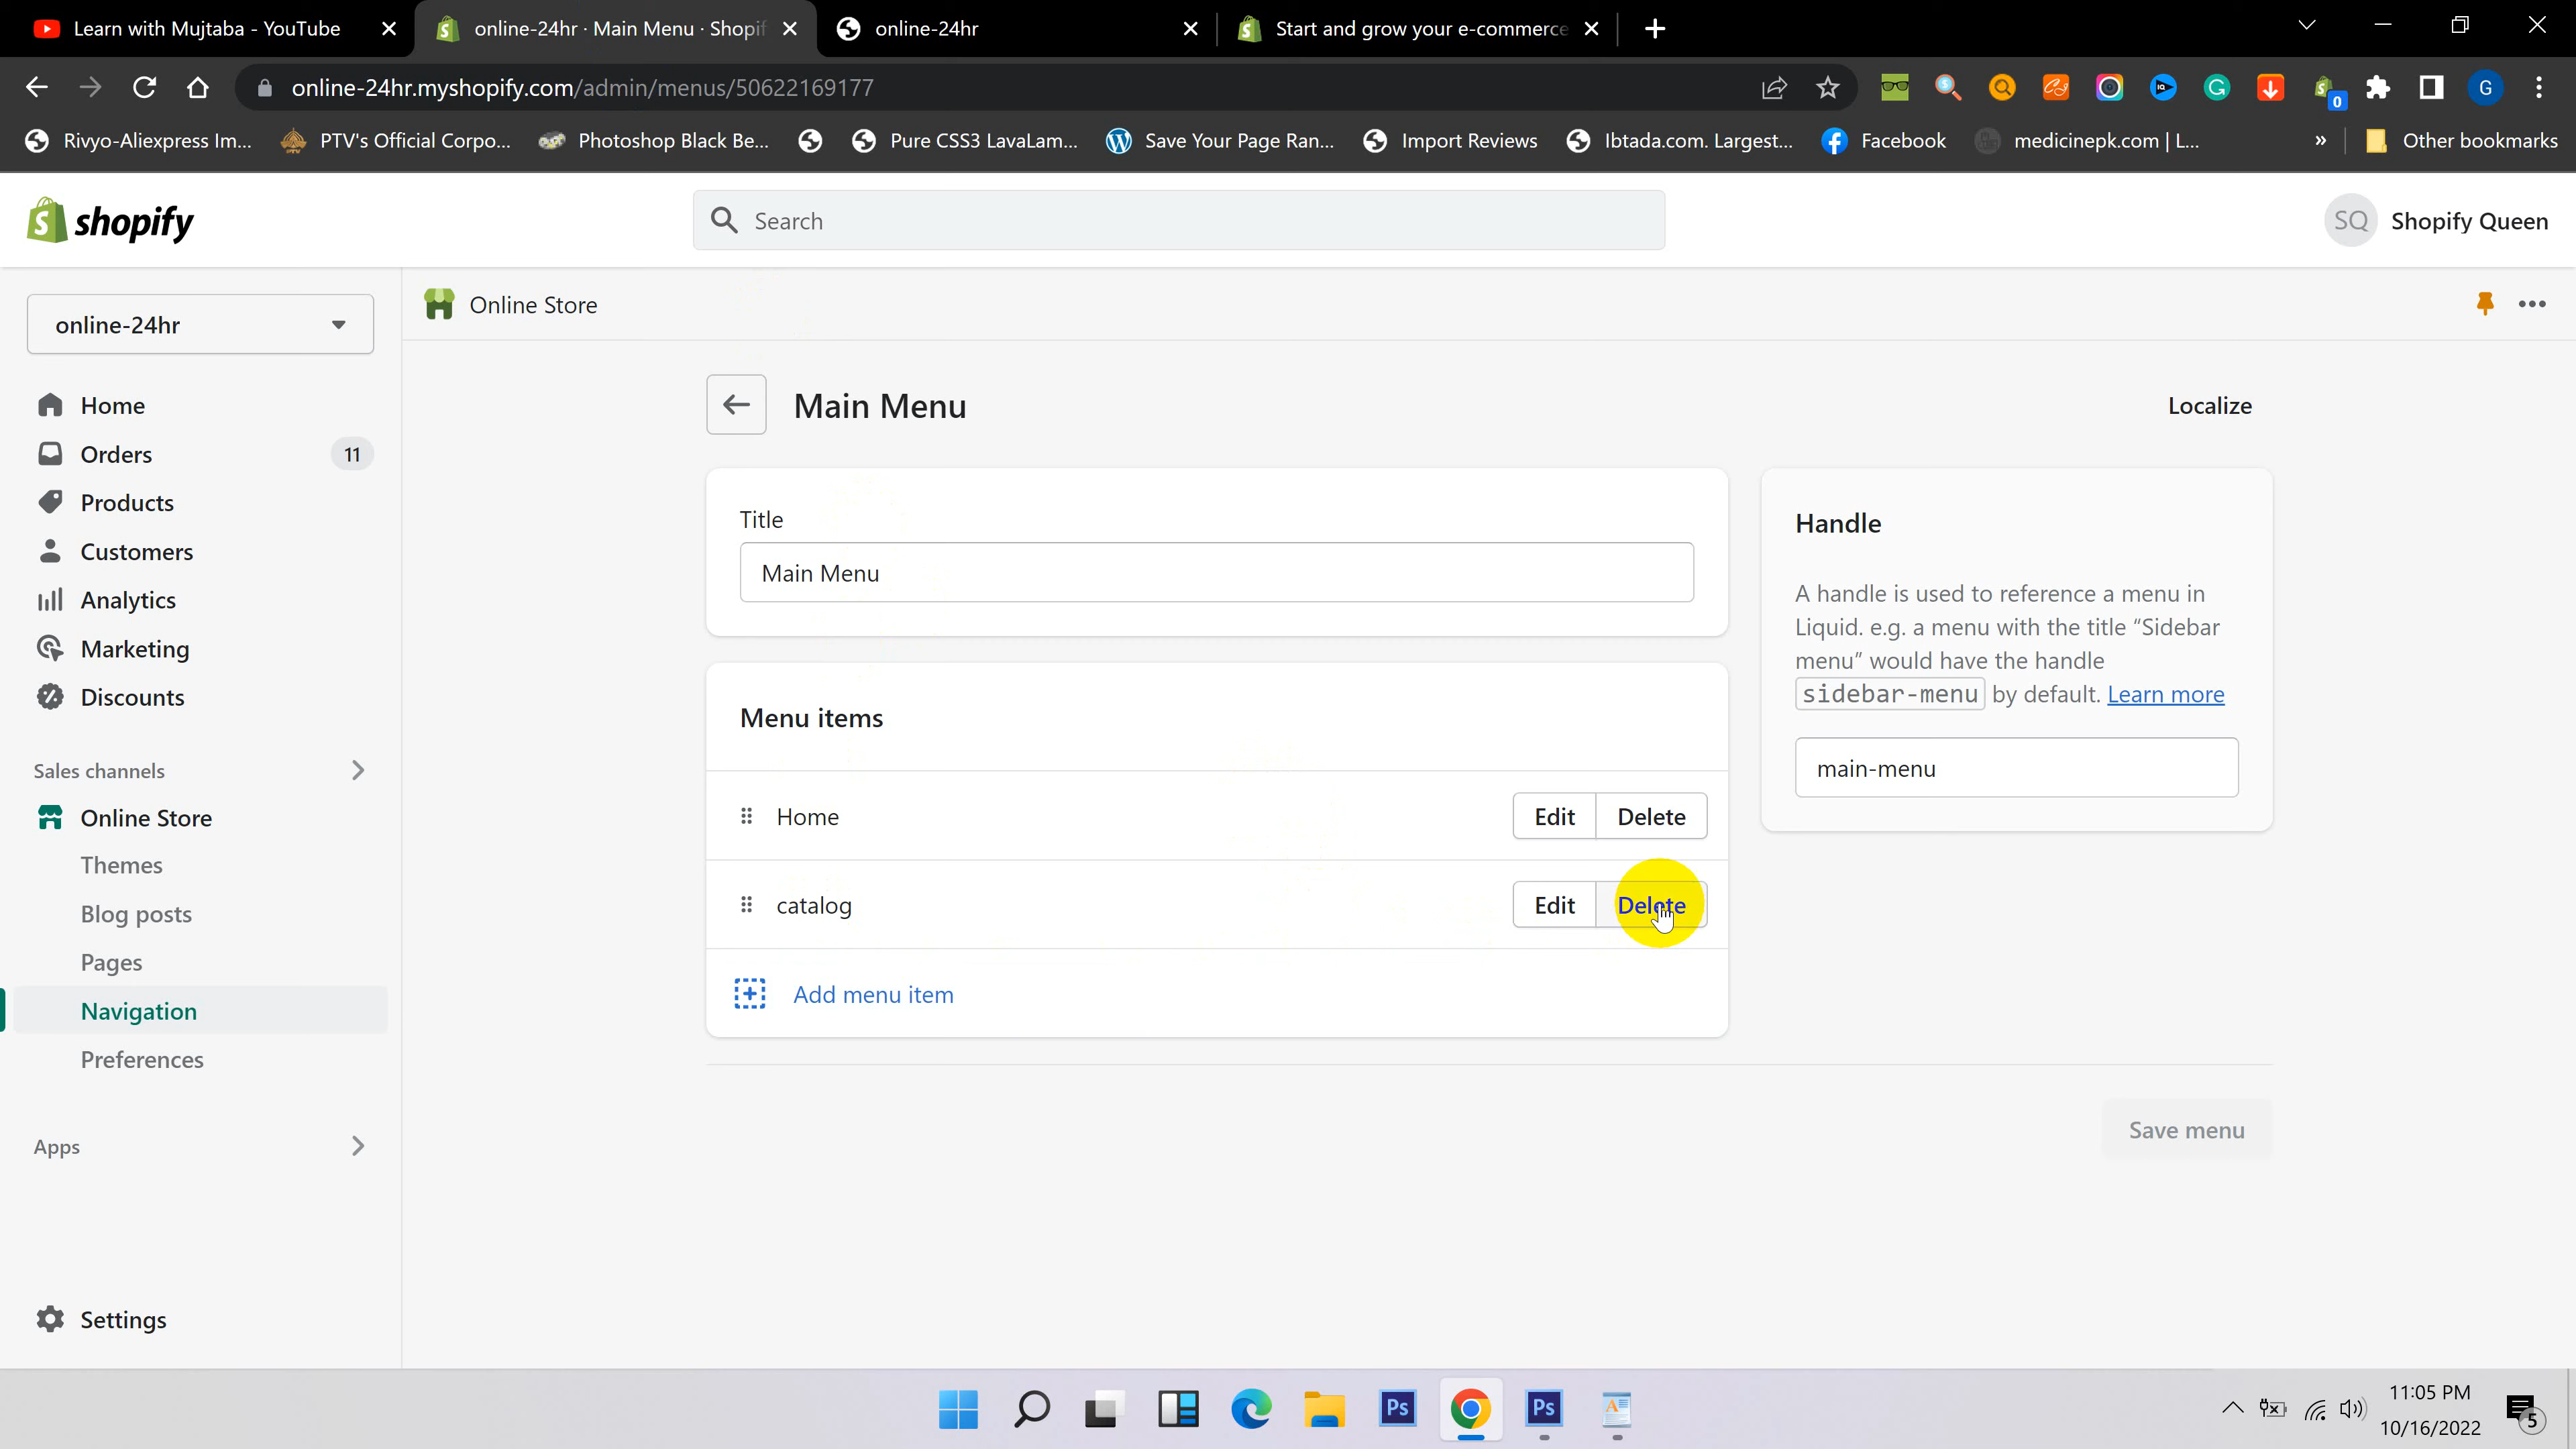 Learn with Mujtaba - YouTube
online-24hr · Main Menu · Shopif
online-24hr
Start and grow your e-commerce
online-24hr.myshopify.com/admin/menus/50622169177
G
0
G
Rivyo-Aliexpress Im...
PTV's Official Corpo...
Photoshop Black Be...
Pure CSS3 LavaLam...
Save Your Page Ran...
Import Reviews
Ibtada.com. Largest...
Facebook
medicinepk.com | L...
»
Other bookmarks
shopify
Search
SQ
Shopify Queen
online-24hr
Online Store
Home
Orders
11
Products
Customers
Analytics
Marketing
Discounts
Sales channels
Online Store
Themes
Blog posts
Pages
Navigation
Preferences
Apps
Settings
Main Menu
Localize
Title
Main Menu
Menu items
Home
Edit
Delete
catalog
Edit
Delete
Add menu item
Handle
A handle is used to reference a menu in
Liquid. e.g. a menu with the title “Sidebar
menu” would have the handle
sidebar-menu by default. Learn more
main-menu
Save menu
Ps
Ps
11:05 PM
10/16/2022
5